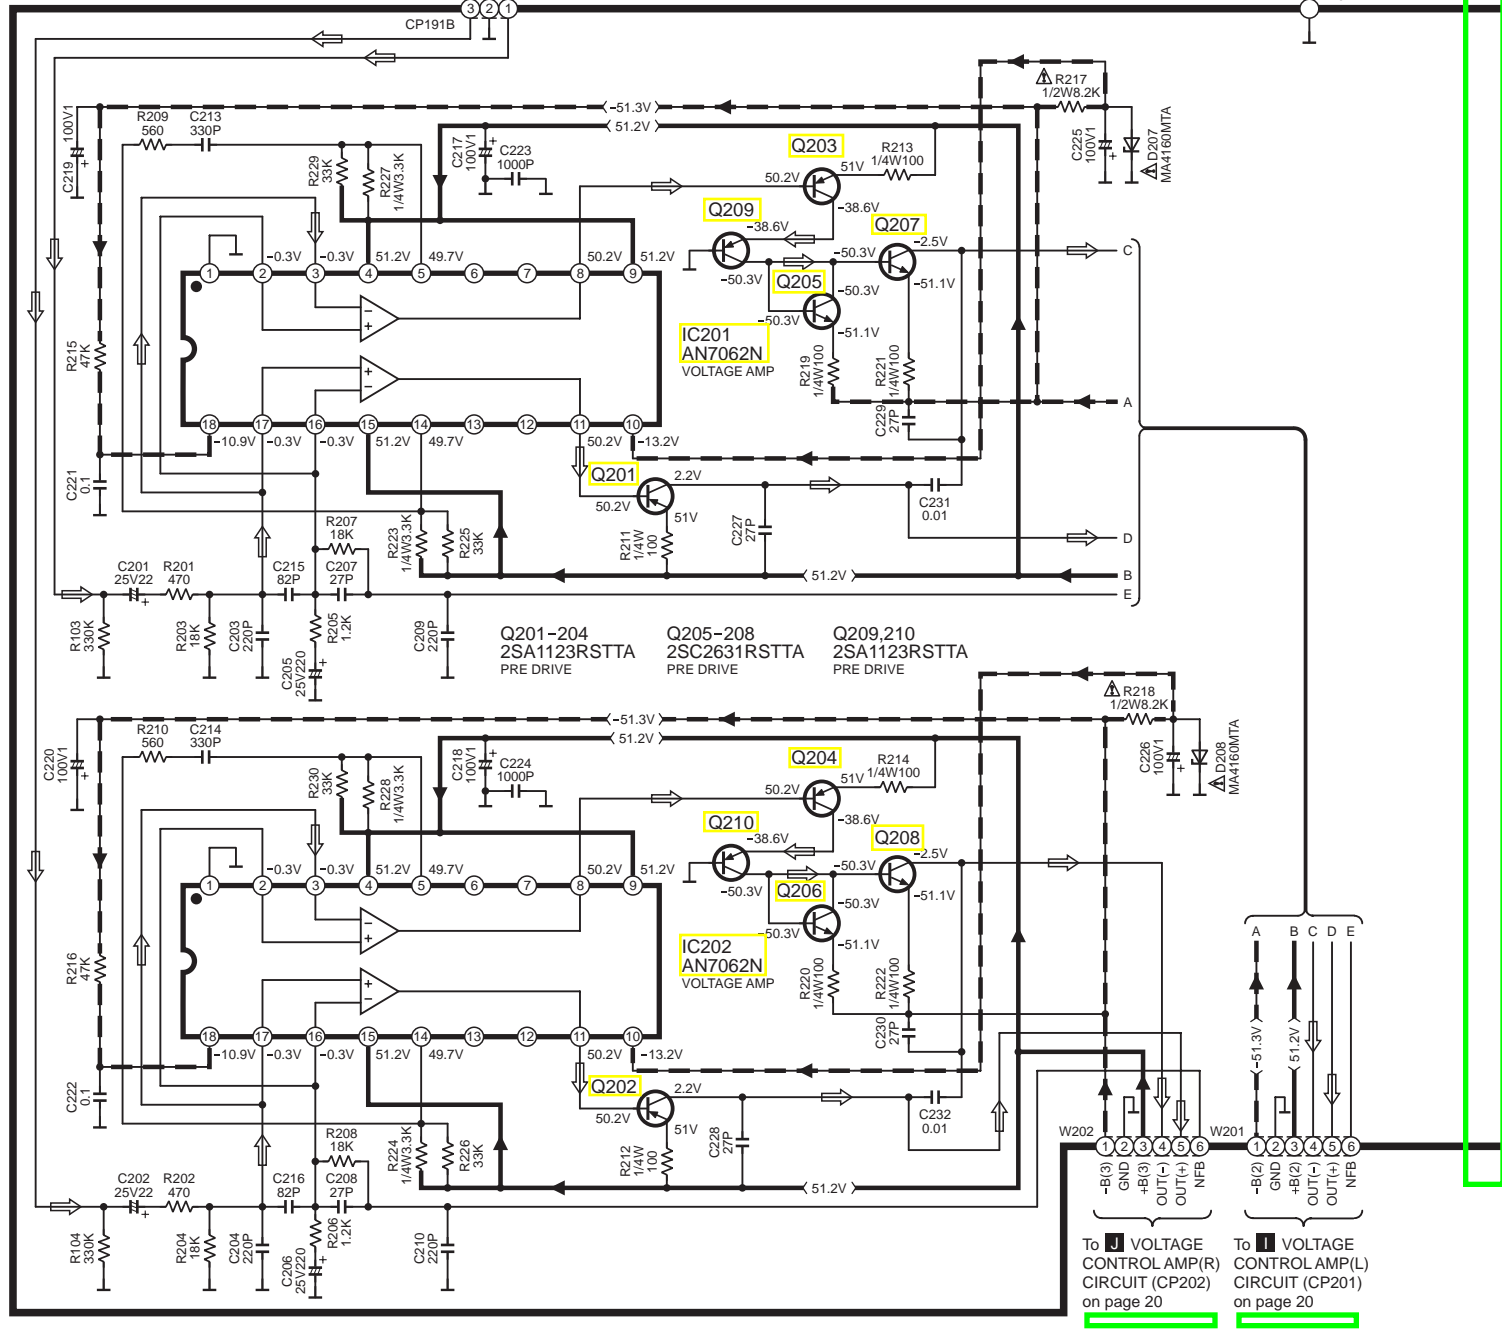 3 2 1
CP191B
R217
1/2W8.2K
−51.3V
51.2V
C219 100V1
R209
560
C213
330P
R229
33K
R227
1/4W3.3K
C217
100V1
C223
1000P
Q203
51V
R213
1/4W100
C225
100V1
D207
MA4160MTA
50.2V
−38.6V
Q209
−38.6V
Q207
−2.5V
C
−0.3V
−0.3V
51.2V
49.7V
50.2V
51.2V
−50.3V
−50.3V
Q205
−51.1V
1 2 3 4 5 6 7 8 9
−50.3V
−50.3V
−51.1V
IC201
AN7062N
VOLTAGE AMP
R215
47K
R219
1/4W100
R221
1/4W100
A
C229
27P
18 17 16 15 14 13 12 11 10
−10.9V
−0.3V
−0.3V
51.2V
49.7V
50.2V
−13.2V
Q201
2.2V
50.2V
51V
C221
0.1
C231
0.01
R207
18K
R223
1/4W3.3K
R225
33K
R211
1/4W
100
C227
27P
D
51.2V
B
C201
25V22
R201
470
C215
82P
C207
27P
E
R103
330K
R203
18K
C203
220P
R205
1.2K
C205
25V220
C209
220P
Q201−204
2SA1123RSTTA
PRE DRIVE
Q205−208
2SC2631RSTTA
PRE DRIVE
Q209,210
2SA1123RSTTA
PRE DRIVE
R218
1/2W8.2K
−51.3V
51.2V
C220
100V1
R210
560
C214
330P
R230
33K
R228
1/4W3.3K
C218
100V1
C224
1000P
Q204
51V
R214
1/4W100
C226
100V1
D208
MA4160MTA
50.2V
−38.6V
Q210
−38.6V
Q208
−2.5V
−0.3V
−0.3V
51.2V
49.7V
50.2V
51.2V
−50.3V
−50.3V
Q206
−51.1V
1 2 3 4 5 6 7 8 9
−50.3V
−50.3V
−51.1V
IC202
AN7062N
VOLTAGE AMP
A B C D E
R216
47K
R220
1/4W100
R222
1/4W100
C230
27P
18 17 16 15 14 13 12 11 10
−10.9V
−0.3V
−0.3V
51.2V
49.7V
50.2V
−13.2V
−51.3V
51.2V
Q202
2.2V
50.2V
51V
C222
0.1
C232
0.01
R208
18K
R224
1/4W3.3K
R226
33K
R212
1/4W
100
C228
27P
W202
1 2 3 4 5 6
W201
1 2 3 4 5 6
−B(3)
GND
+B(3)
OUT(−)
OUT(+)
NFB
−B(2)
GND
+B(2)
OUT(−)
OUT(+)
NFB
51.2V
C202
25V22
R202
470
C216
82P
C208
27P
R104
330K
R204
18K
C204
220P
R206
1.2K
C206
25V220
C210
220P
To J VOLTAGE
CONTROL AMP(R)
CIRCUIT (CP202)
on page 20
To I VOLTAGE
CONTROL AMP(L)
CIRCUIT (CP201)
on page 20